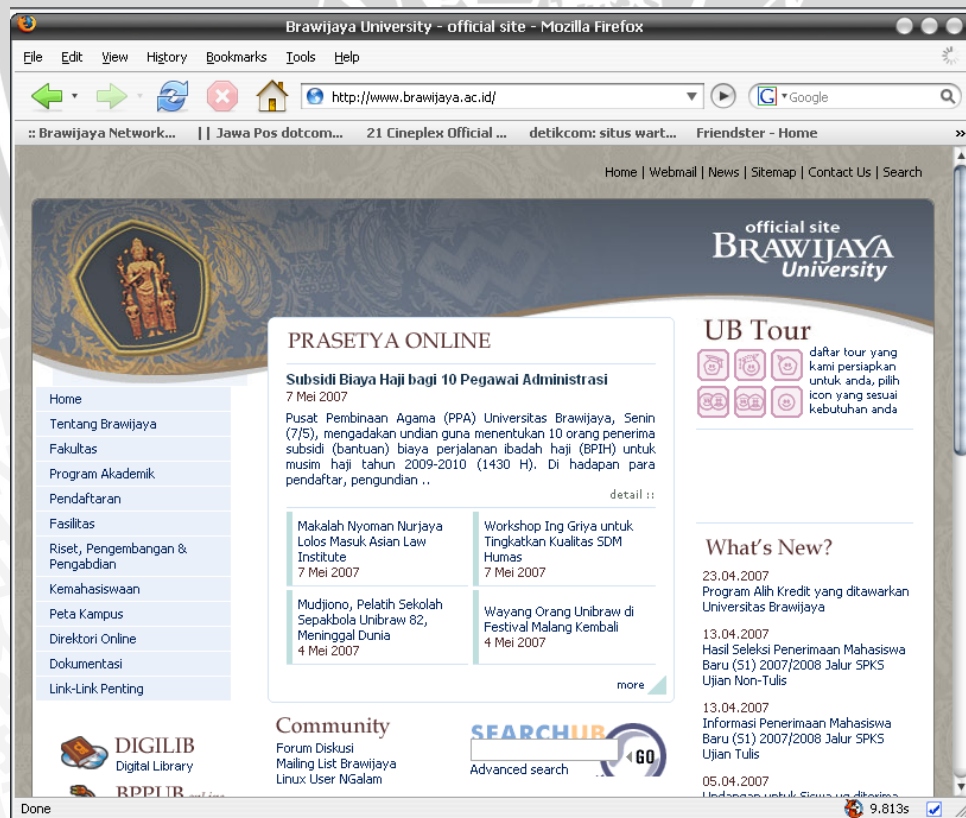 Brawijaya University - official site - Mozilla Firefox
File Edit View History Bookmarks Tools Help
http://www.brawijaya.ac.id/
G Google
:: Brawijaya Network... || Jawa Pos dotcom... 21 Cineplex Official ... detikcom: situs wart... Friendster - Home »
Home | Webmail | News | Sitemap | Contact Us | Search
official site
BRAWIJAYA
University
Home
Tentang Brawijaya
Fakultas
Program Akademik
Pendaftaran
Fasilitas
Riset, Pengembangan &
Pengabdian
Kemahasiswaan
Peta Kampus
Direktori Online
Dokumentasi
Link-Link Penting
DIGILIB
Digital Library
BPPUB
PRASETYA ONLINE
Subsidi Biaya Haji bagi 10 Pegawai Administrasi
7 Mei 2007
Pusat Pembinaan Agama (PPA) Universitas Brawijaya, Senin
(7/5), mengadakan undian guna menentukan 10 orang penerima
subsidi (bantuan) biaya perjalanan ibadah haji (BPIH) untuk
musim haji tahun 2009-2010 (1430 H). Di hadapan para
pendaftar, pengundian ..
detail ::
Makalah Nyoman Nurjaya
Lolos Masuk Asian Law
Institute
7 Mei 2007
Workshop Ing Griya untuk
Tingkatkan Kualitas SDM
Humas
7 Mei 2007
Mudjiono, Pelatih Sekolah
Sepakbola Unibraw 82,
Meninggal Dunia
4 Mei 2007
Wayang Orang Unibraw di
Festival Malang Kembali
4 Mei 2007
more
Community
Forum Diskusi
Mailing List Brawijaya
Linux User NGalam
SEARCHUB
GO
Advanced search
UB Tour
daftar tour yang
kami persiapkan
untuk anda, pilih
icon yang sesuai
kebutuhan anda
What's New?
23.04.2007
Program Alih Kredit yang ditawarkan
Universitas Brawijaya
13.04.2007
Hasil Seleksi Penerimaan Mahasiswa
Baru (S1) 2007/2008 Jalur SPKS
Ujian Non-Tulis
13.04.2007
Informasi Penerimaan Mahasiswa
Baru (S1) 2007/2008 Jalur SPKS
Ujian Tulis
05.04.2007
Undangan untuk Siswa yg diterima
Done
9.813s